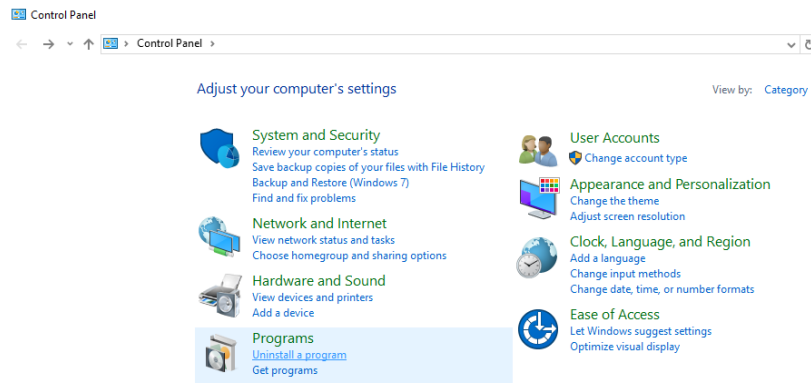 Control Panel
Control Panel
Adjust your computer's settings
View by: Category
System and Security
Review your computer's status
Save backup copies of your files with File History
Backup and Restore (Windows 7)
Find and fix problems
Network and Internet
View network status and tasks
Choose homegroup and sharing options
Hardware and Sound
View devices and printers
Add a device
Programs
Uninstall a program
Get programs
User Accounts
Change account type
Appearance and Personalization
Change the theme
Adjust screen resolution
Clock, Language, and Region
Add a language
Change input methods
Change date, time, or number formats
Ease of Access
Let Windows suggest settings
Optimize visual display